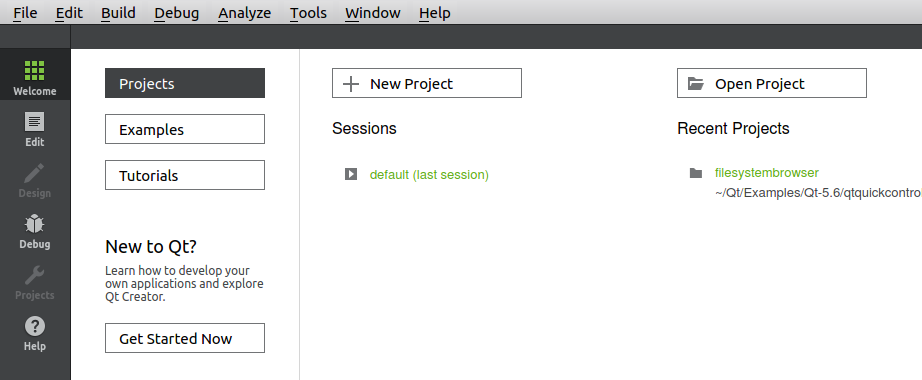 File Edit Build Debug Analyze Tools Window Help
Welcome
Edit
Design
Debug
Projects
Help
Projects
Examples
Tutorials
New to Qt?
Learn how to develop your
own applications and explore
Qt Creator.
Get Started Now
New Project
Sessions
default (last session)
Open Project
Recent Projects
filesystembrowser
~/Qt/Examples/Qt-5.6/qtquickcontro